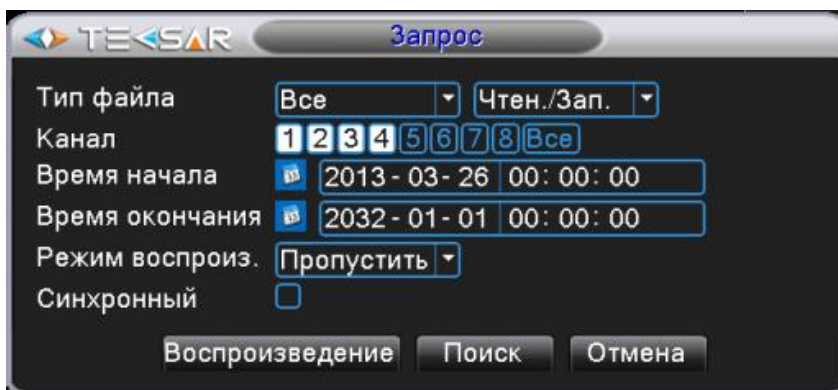 TECSAR Запрос
Тип файла Все Чтен./Зап.
Канал 1 2 3 4 5 6 7 8 Все
Время начала 2013 - 03 - 26 00: 00: 00
Время окончания 2032 - 01 - 01 00: 00: 00
Режим воспроиз. Пропустить
Синхронный
Воспроизведение Поиск Отмена